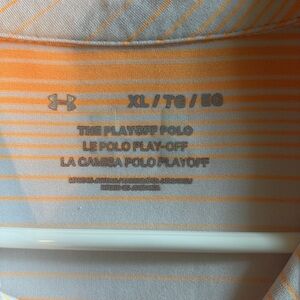 XL / TG / EG
THE PLAYOFF POLO
LE POLO PLAY-OFF
LA CAMISA POLO PLAYOFF